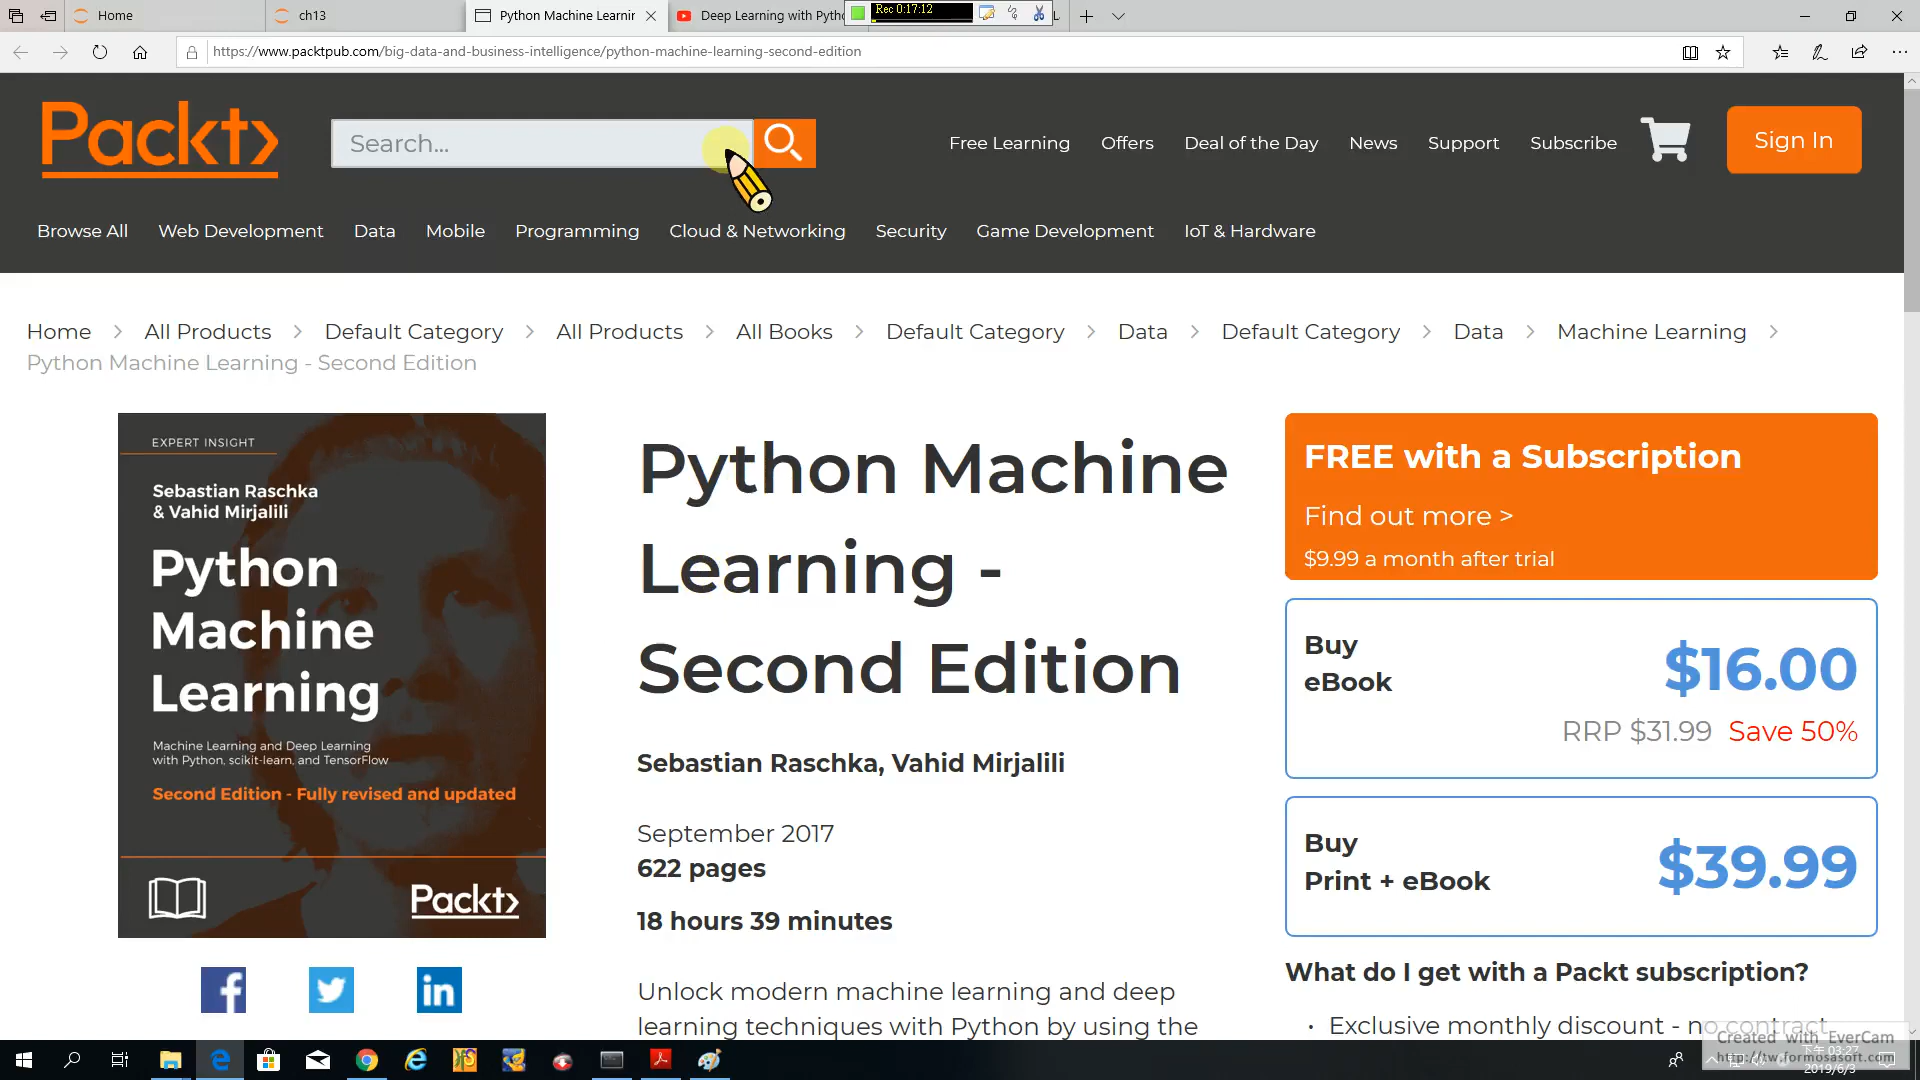 Home
ch13
Python Machine Learnir
Deep Learning with Pyth
Rec 0:17:12
https://www.packtpub.com/big-data-and-business-intelligence/python-machine-learning-second-edition
Packt>
Search...
Free Learning
Offers
Deal of the Day
News
Support
Subscribe
Sign In
Browse All
Web Development
Data
Mobile
Programming
Cloud & Networking
Security
Game Development
IoT & Hardware
Home > All Products > Default Category > All Products > All Books > Default Category > Data > Default Category > Data > Machine Learning >
Python Machine Learning - Second Edition
EXPERT INSIGHT
Sebastian Raschka
& Vahid Mirjalili
Python
Machine
Learning
Machine Learning and Deep Learning
with Python, scikit-learn, and TensorFlow
Second Edition - Fully revised and updated
Packt>
Python Machine
Learning -
Second Edition
Sebastian Raschka, Vahid Mirjalili
September 2017
622 pages
18 hours 39 minutes
Unlock modern machine learning and deep
learning techniques with Python by using the
FREE with a Subscription
Find out more >
$9.99 a month after trial
Buy
eBook
$16.00
RRP $31.99 Save 50%
Buy
Print + eBook
$39.99
What do I get with a Packt subscription?
• Exclusive monthly discount - no contract
Created with EverCam
http://tw.formosasoft.com
下午 03:27
2019/6/3